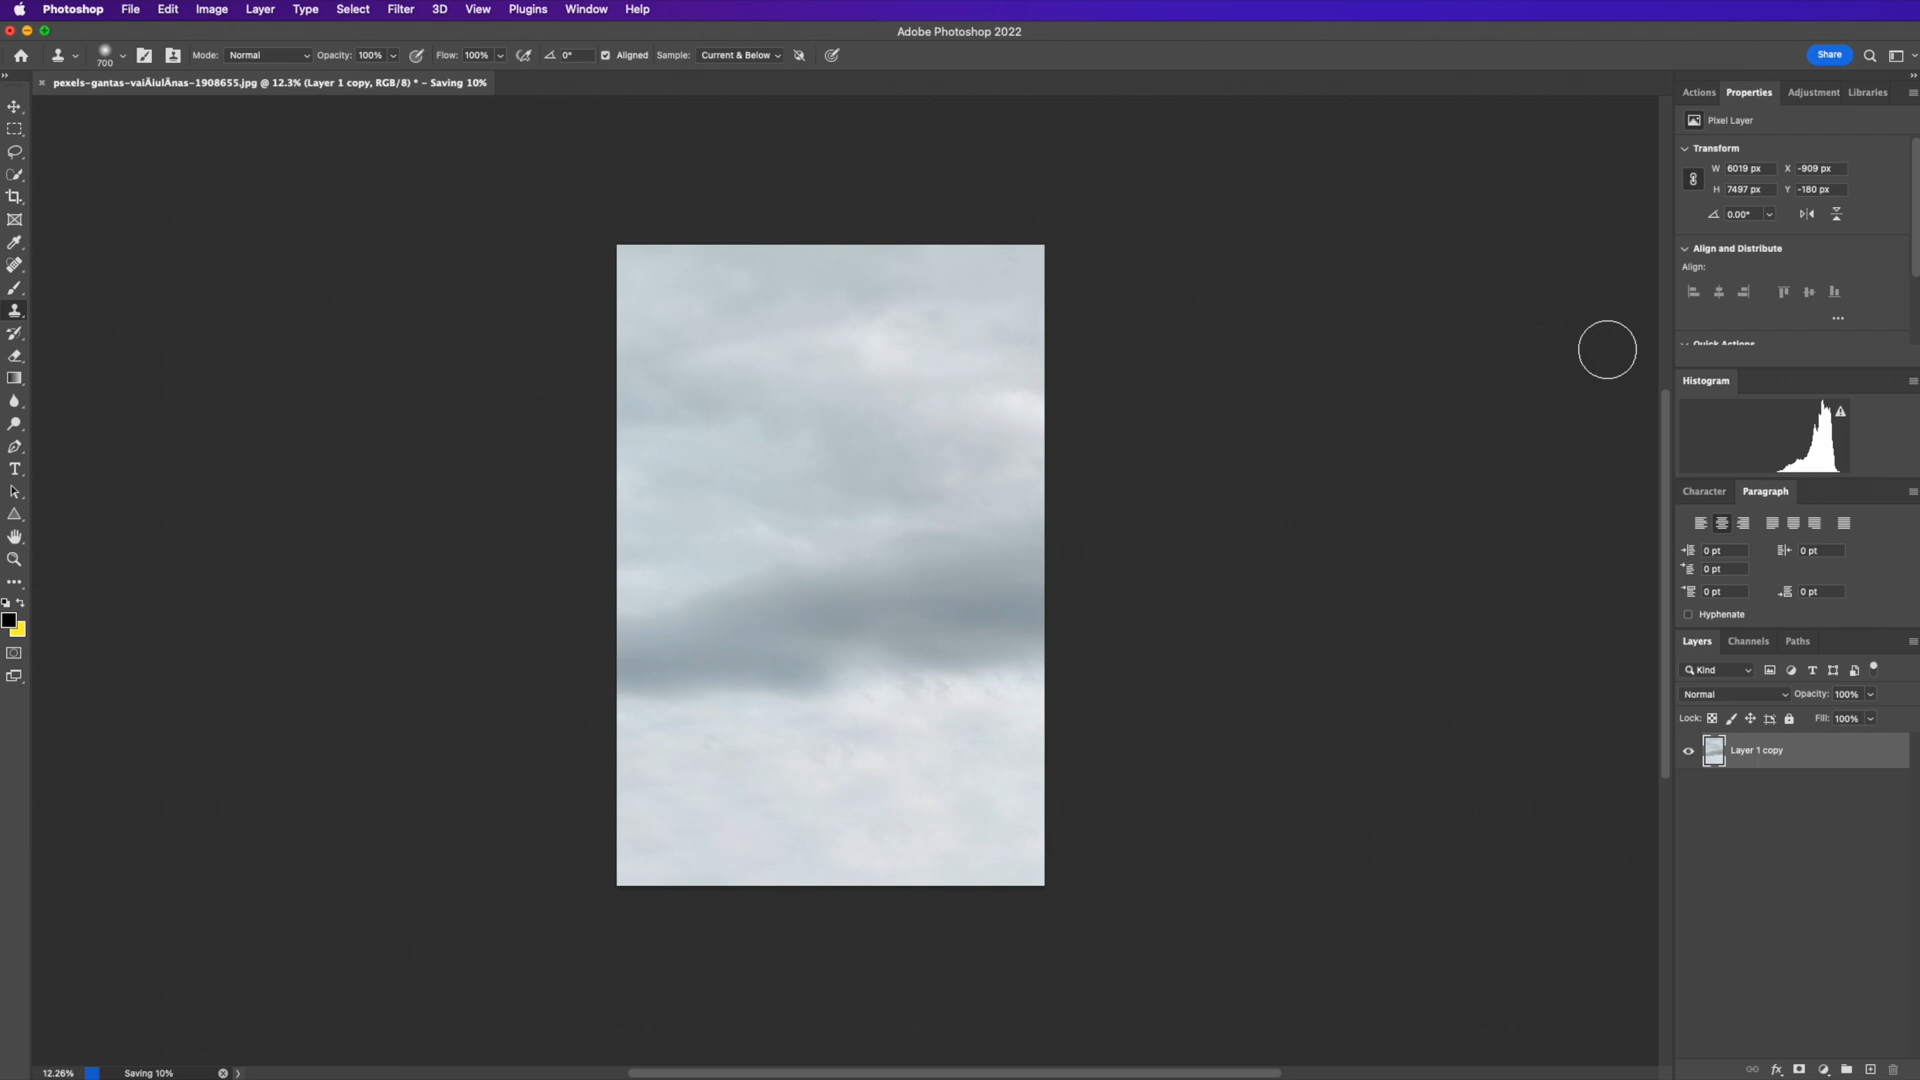 Photoshop File Edit Image Layer Type Select Filter 3D View Plugins Window Help
Adobe Photoshop 2022
700 Mode: Normal Opacity: 100% Flow: 100% 0° Aligned Sample: Current & Below Share
pexels-gantas-vaiÄiulÄnas-1908655.jpg @ 12.3% (Layer 1 copy, RGB/8) * – Saving 10%
Actions Properties Adjustment Libraries
Pixel Layer
Transform
W 6019 px X -909 px
H 7497 px Y -180 px
0.00°
Align and Distribute
Align:
Quick Actions
Histogram
Character Paragraph
0 pt 0 pt
0 pt
0 pt 0 pt
Hyphenate
Layers Channels Paths
Kind
Normal Opacity: 100%
Lock: Fill: 100%
Layer 1 copy
12.26% Saving 10%